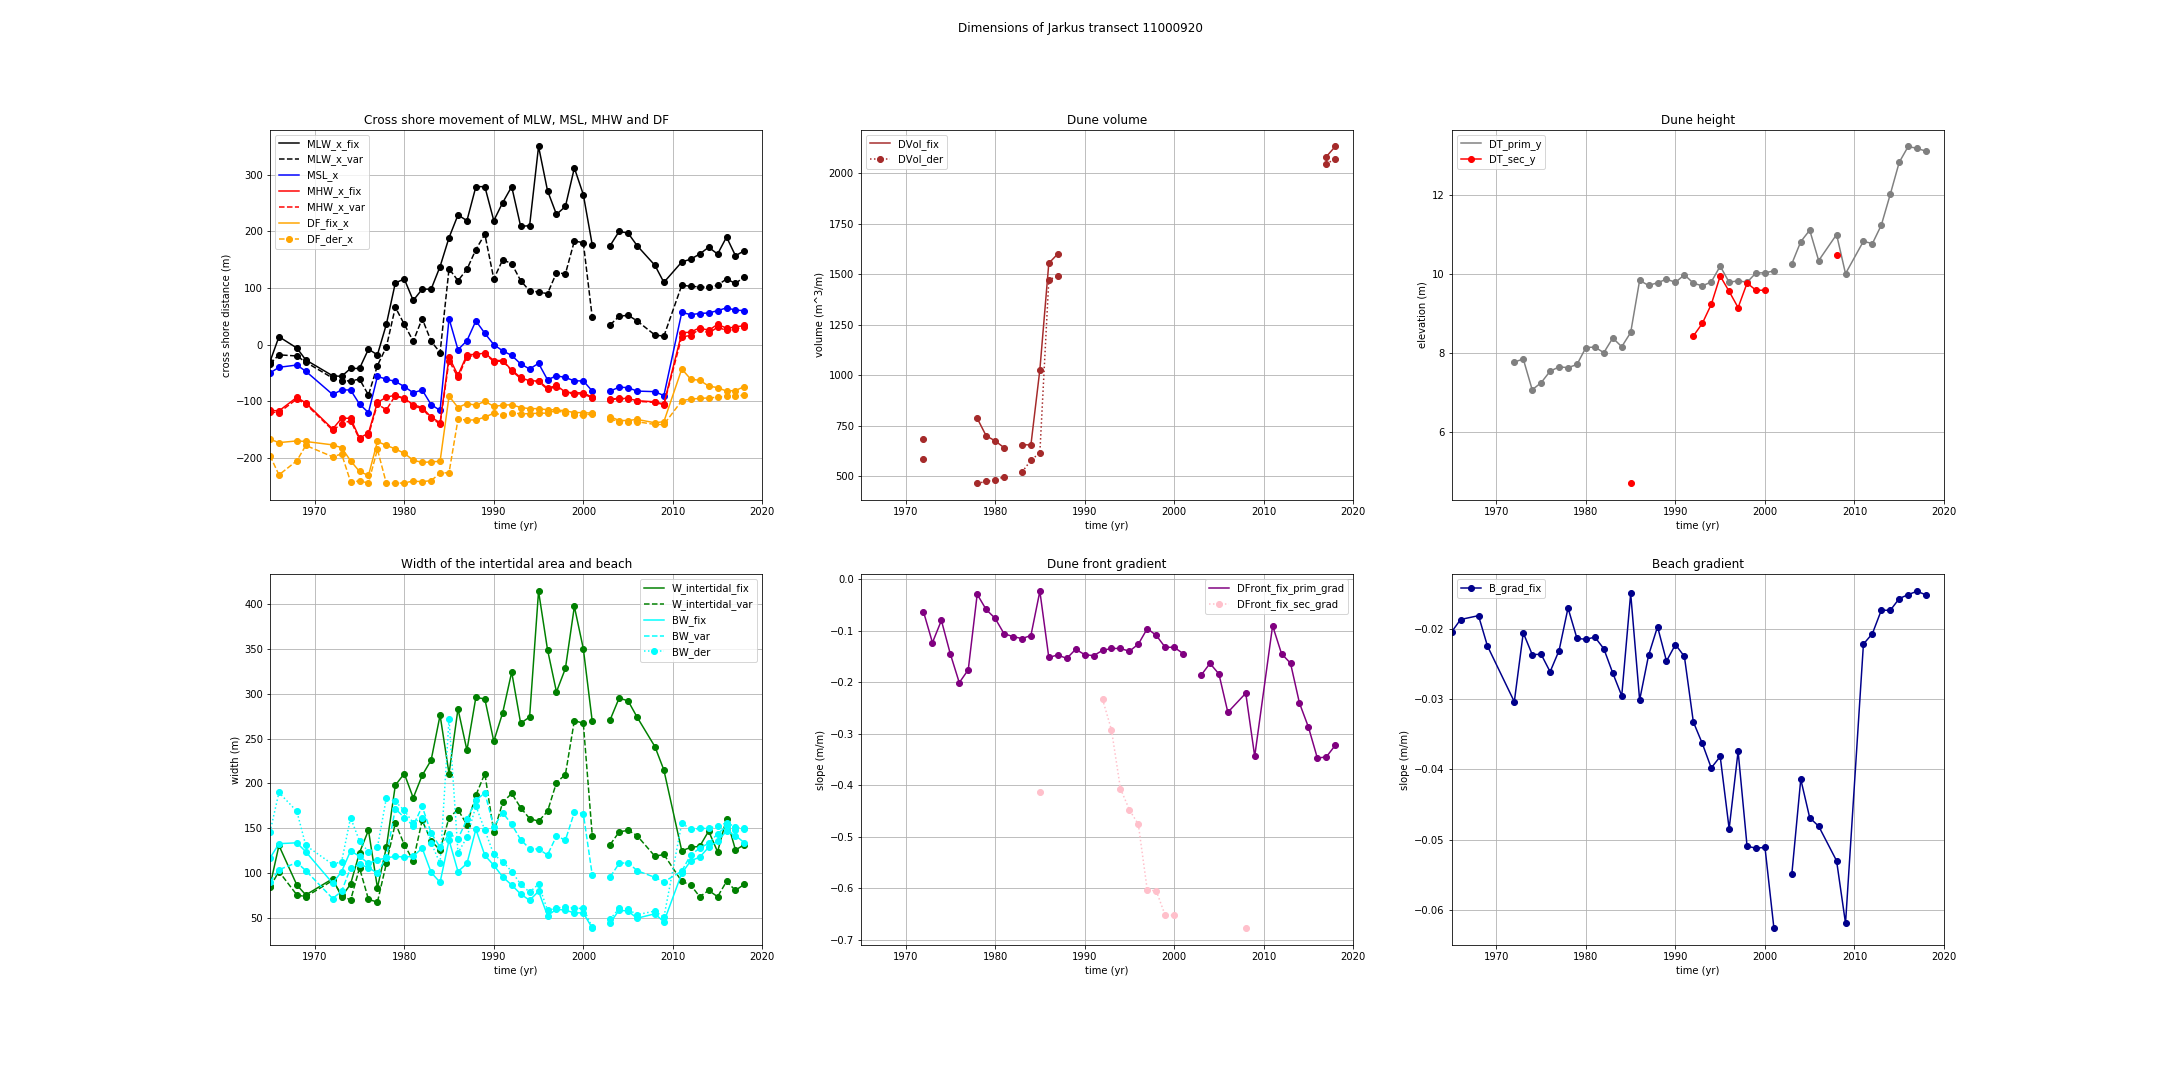 Dimensions of Jarkus transect 11000920
Cross shore movement of MLW, MSL, MHW and DF
MLW_x_fix
MLW_x_var
MSL_x
MHW_x_fix
MHW_x_var
DF_fix_x
DF_der_x
300
200
100
0
−100
−200
cross shore distance (m)
1970 1980 1990 2000 2010 2020
time (yr)
Dune volume
DVol_fix
DVol_der
2000
1750
1500
1250
1000
750
500
volume (m^3/m)
1970 1980 1990 2000 2010 2020
time (yr)
Dune height
DT_prim_y
DT_sec_y
12
10
8
6
elevation (m)
1970 1980 1990 2000 2010 2020
time (yr)
Width of the intertidal area and beach
W_intertidal_fix
W_intertidal_var
BW_fix
BW_var
BW_der
400
350
300
250
200
150
100
50
width (m)
1970 1980 1990 2000 2010 2020
time (yr)
Dune front gradient
DFront_fix_prim_grad
DFront_fix_sec_grad
0.0
−0.1
−0.2
−0.3
−0.4
−0.5
−0.6
−0.7
slope (m/m)
1970 1980 1990 2000 2010 2020
time (yr)
Beach gradient
B_grad_fix
−0.02
−0.03
−0.04
−0.05
−0.06
slope (m/m)
1970 1980 1990 2000 2010 2020
time (yr)